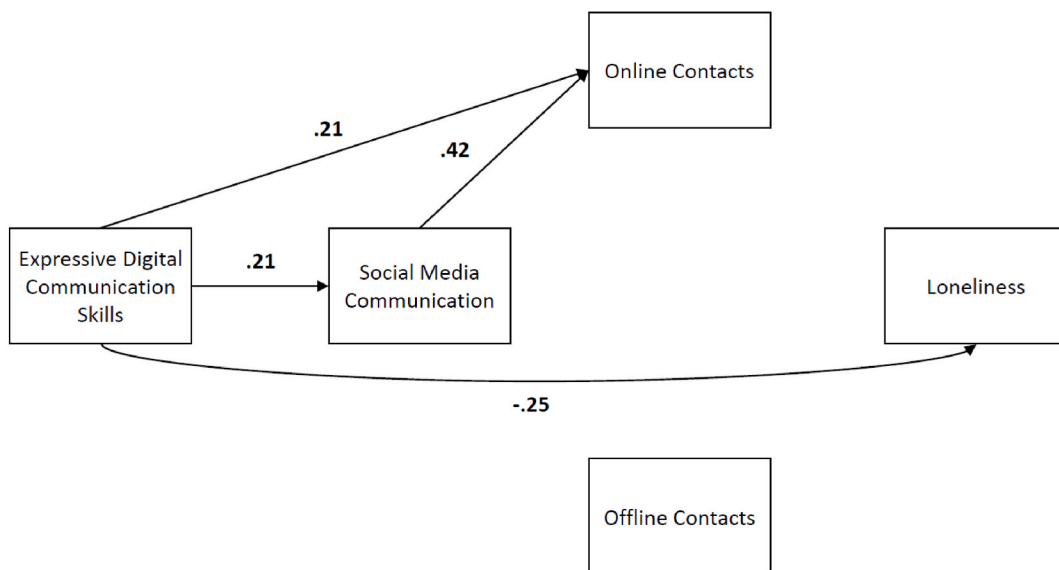 Online Contacts
.21
.42
Expressive Digital
Communication
Skills
.21
Social Media
Communication
Loneliness
-.25
Offline Contacts